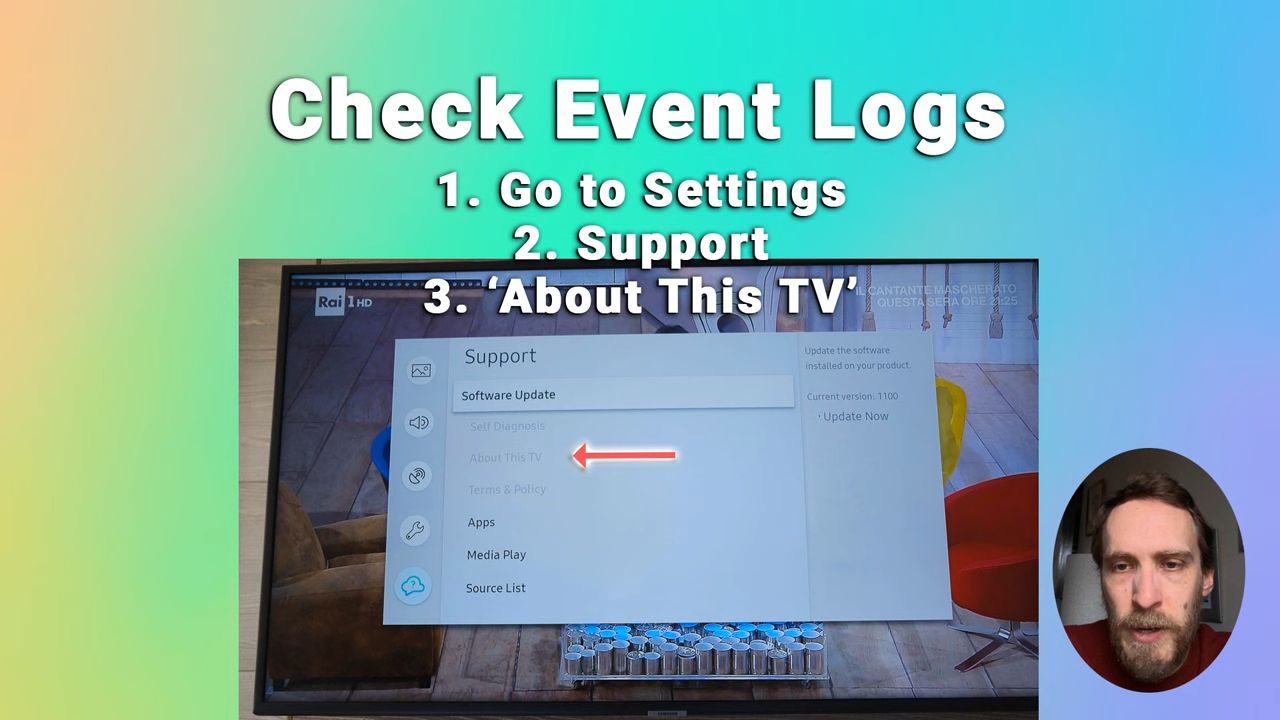 Check Event Logs
1. Go to Settings
2. Support
3. ‘About This TV’
Rai 1 HD
IL CANTANTE MASCHERATO
QUESTA SERA ORE 21:25
Support
Software Update
Self Diagnosis
About This TV
Terms & Policy
Apps
Media Play
Source List
Update the software
installed on your product.
Current version: 1100
· Update Now
SAMSUNG